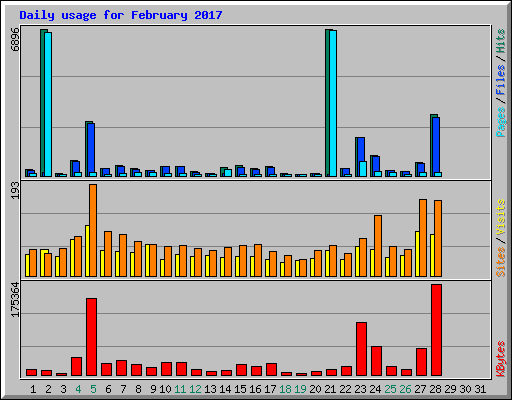 Daily usage for February 2017
6896
Pages / Files / Hits
193
Sites / Visits
175364
KBytes
1 2 3 4 5 6 7 8 9 10 11 12 13 14 15 16 17 18 19 20 21 22 23 24 25 26 27 28 29 30 31